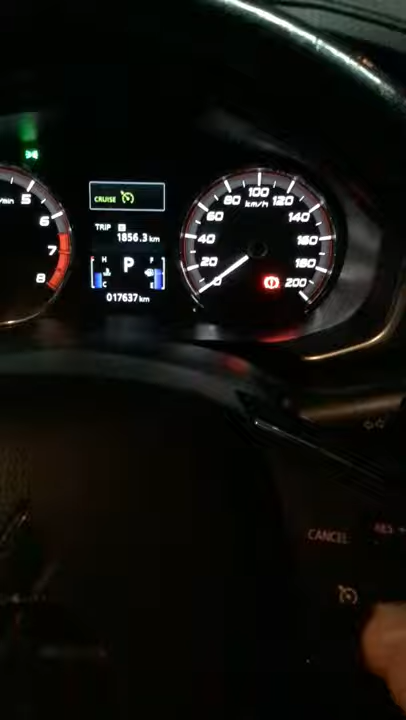 CRUISE
TRIP B
1856.3 km
H F
P
C E
017637 km
/min 5
6
7
8
0
20
40
60
80
100
120
140
160
180
200
km/h
CANCEL
RES +